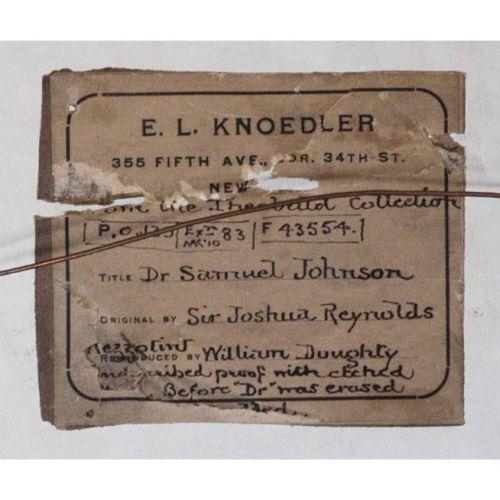 E. L. KNOEDLER
355 FIFTH AVE., COR. 34TH ST.
NEW
from the Theobald Collection
P.O. F 43554.
TITLE Dr Samuel Johnson
ORIGINAL BY Sir Joshua Reynolds
mezzotint
REPRODUCED BY William Doughty
inscribed proof with etched
Before "Dr" was erased